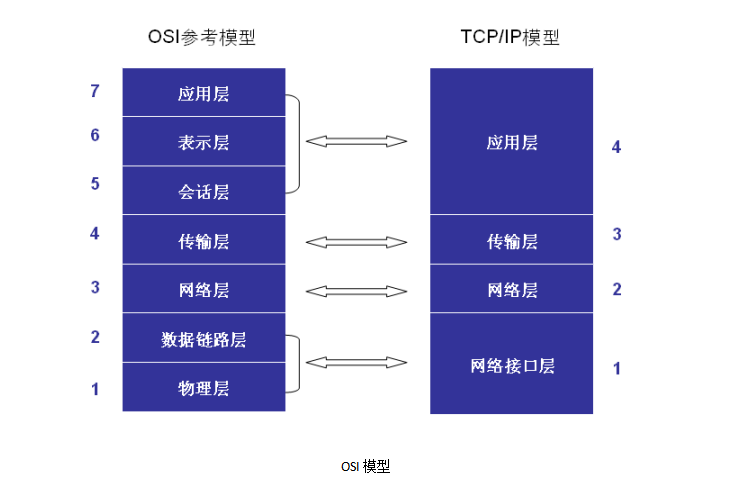 OSI参考模型
TCP/IP模型
7
应用层
6
表示层
5
会话层
4
传输层
3
网络层
2
数据链路层
1
物理层
应用层
4
传输层
3
网络层
2
网络接口层
1
OSI 模型